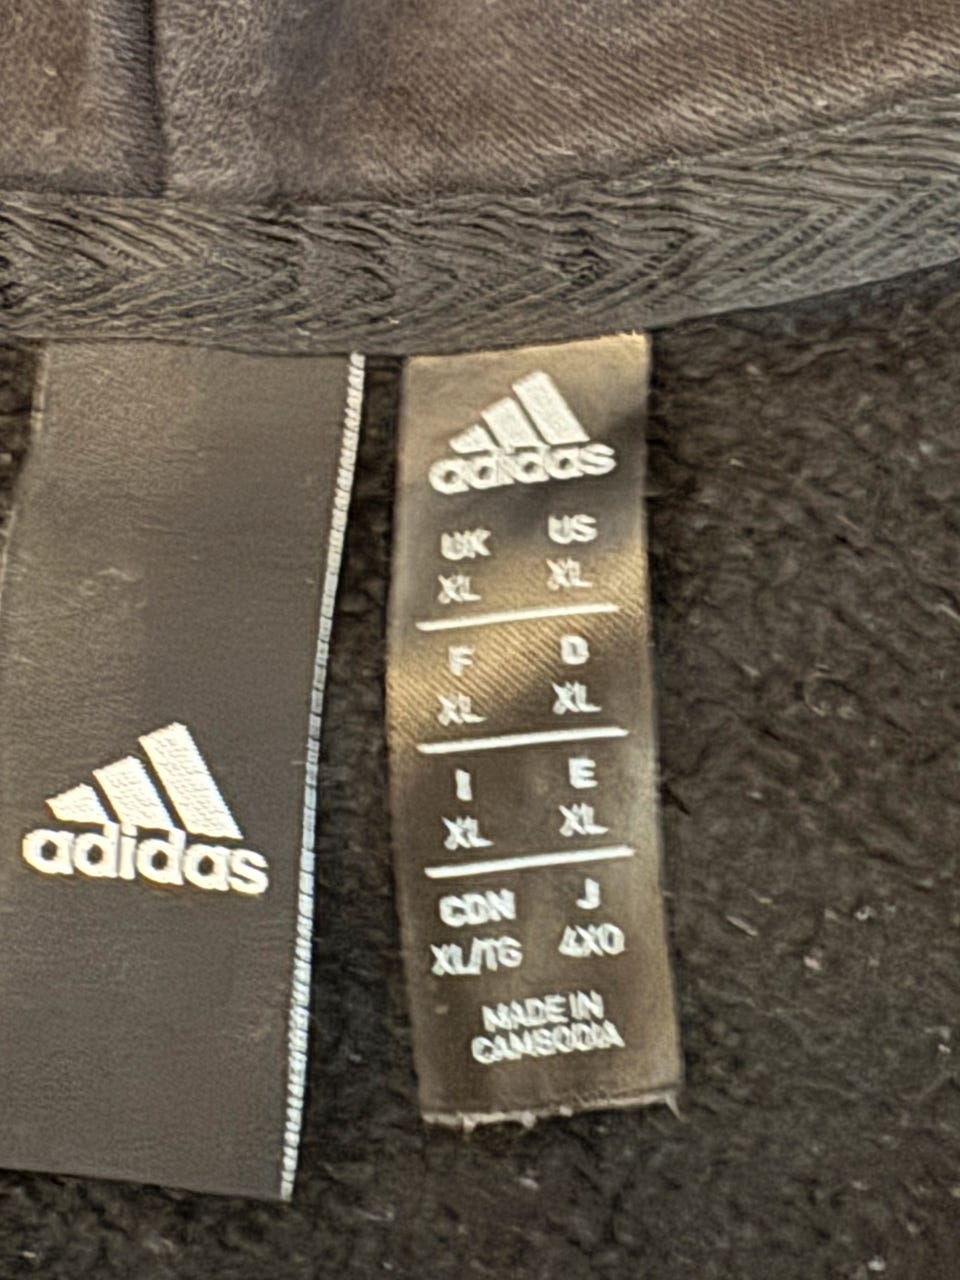 adidas
adidas
UK US
XL XL
F D
XL XL
I E
XL XL
CDN J
XL/TG 4XO
MADE IN
CAMBODIA